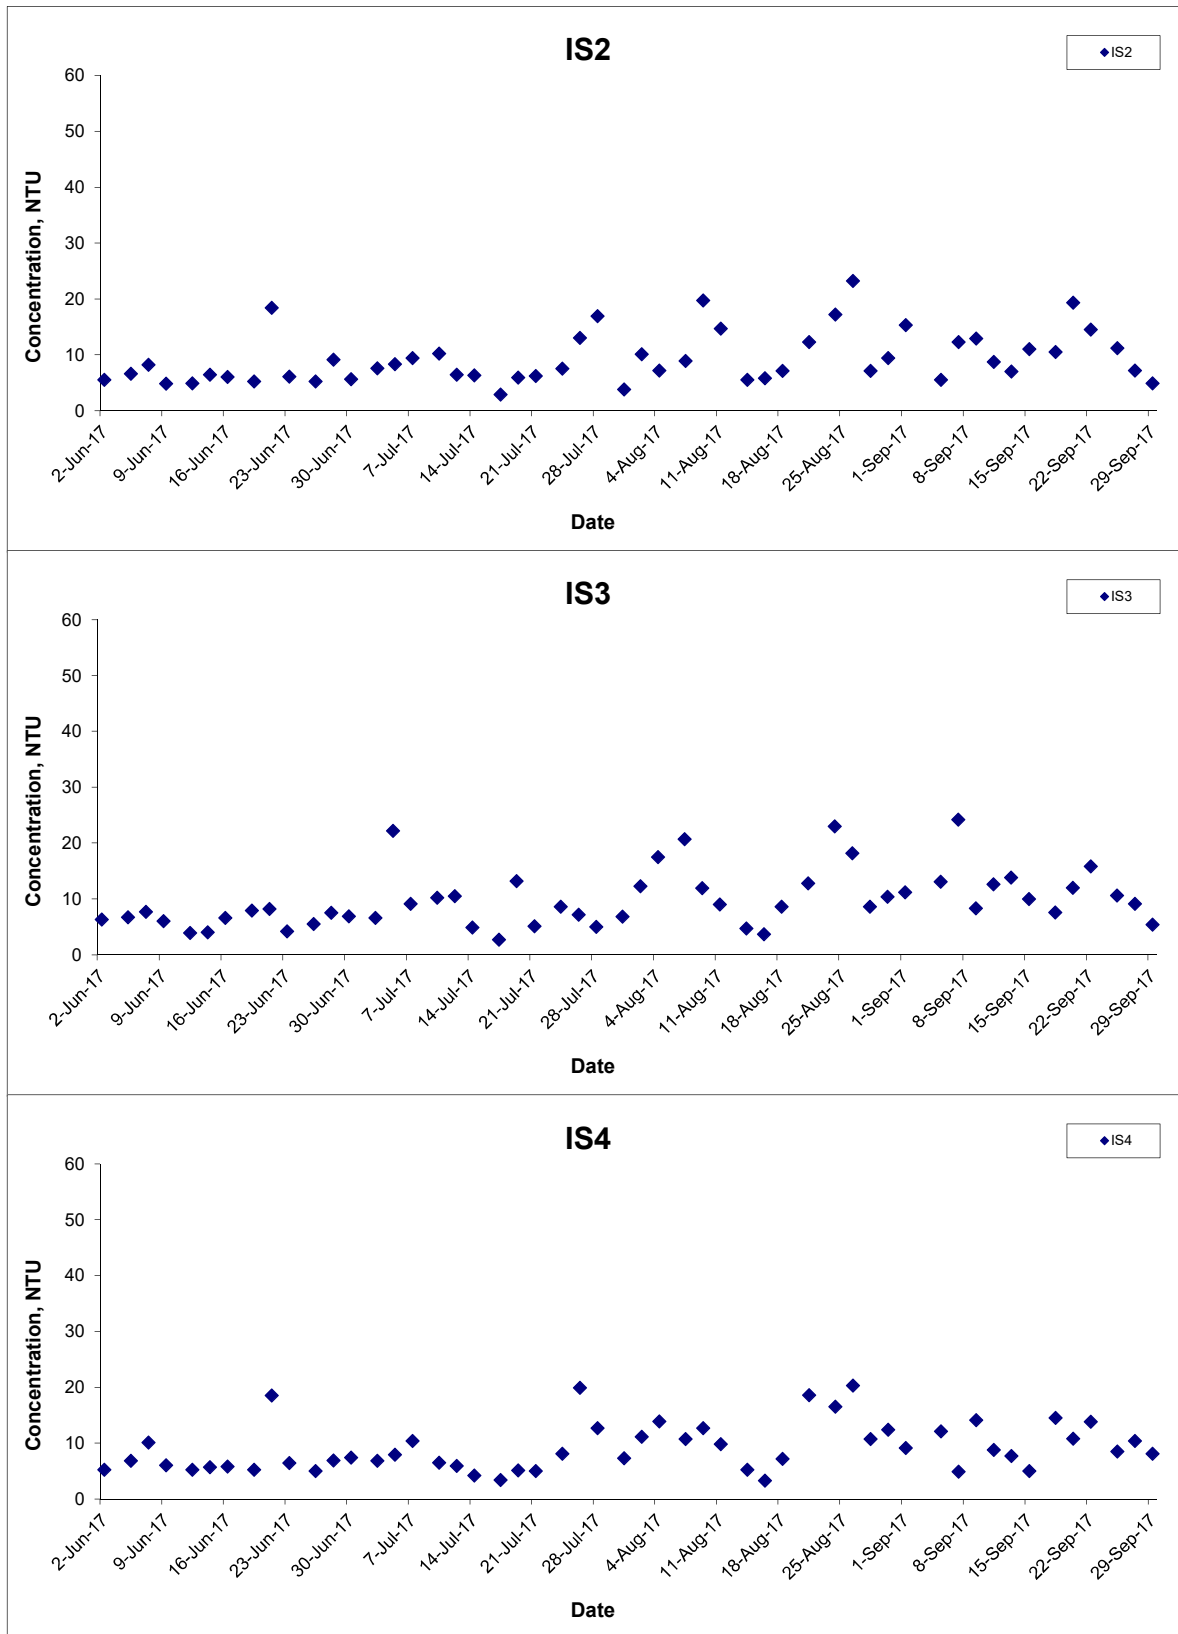 IS2
IS2
60
50
40
30
20
10
0
Concentration, NTU
2-Jun-17
9-Jun-17
16-Jun-17
23-Jun-17
30-Jun-17
7-Jul-17
14-Jul-17
21-Jul-17
28-Jul-17
4-Aug-17
11-Aug-17
18-Aug-17
25-Aug-17
1-Sep-17
8-Sep-17
15-Sep-17
22-Sep-17
29-Sep-17
Date
IS3
IS3
60
50
40
30
20
10
0
Concentration, NTU
2-Jun-17
9-Jun-17
16-Jun-17
23-Jun-17
30-Jun-17
7-Jul-17
14-Jul-17
21-Jul-17
28-Jul-17
4-Aug-17
11-Aug-17
18-Aug-17
25-Aug-17
1-Sep-17
8-Sep-17
15-Sep-17
22-Sep-17
29-Sep-17
Date
IS4
IS4
60
50
40
30
20
10
0
Concentration, NTU
2-Jun-17
9-Jun-17
16-Jun-17
23-Jun-17
30-Jun-17
7-Jul-17
14-Jul-17
21-Jul-17
28-Jul-17
4-Aug-17
11-Aug-17
18-Aug-17
25-Aug-17
1-Sep-17
8-Sep-17
15-Sep-17
22-Sep-17
29-Sep-17
Date